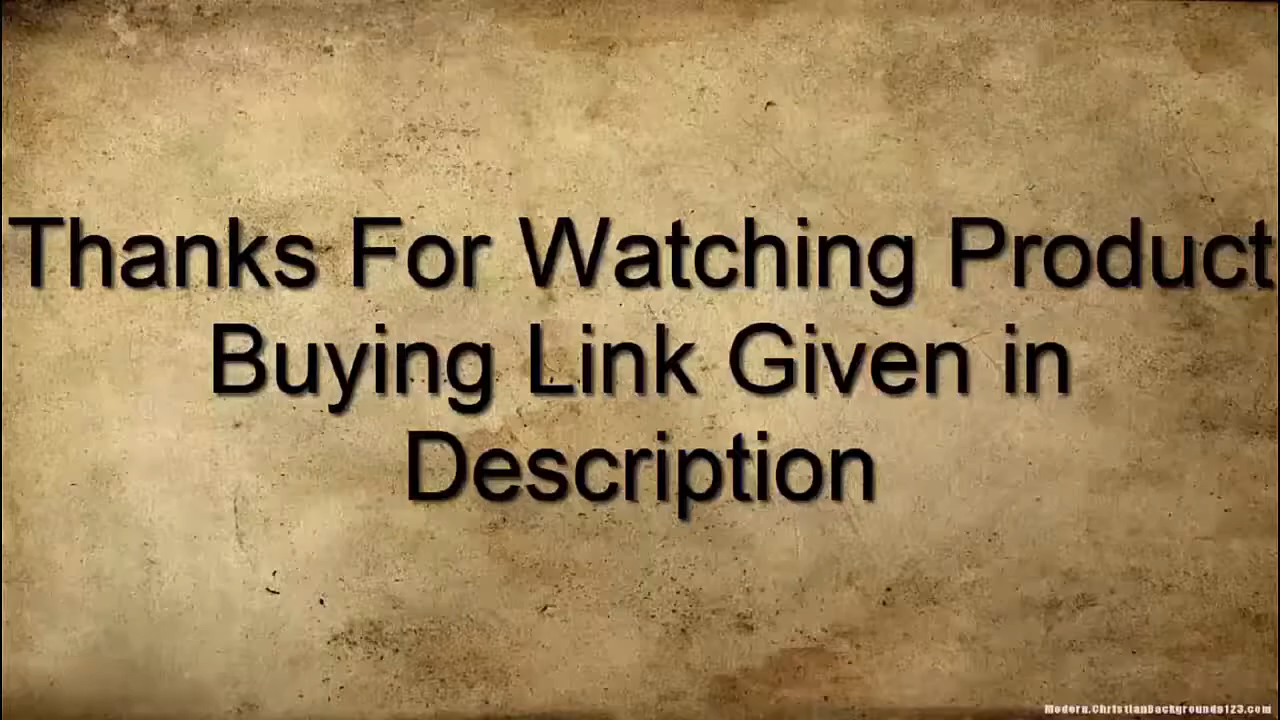 Thanks For Watching Product
Buying Link Given in
Description
Modern.ChristianBackgrounds123.com